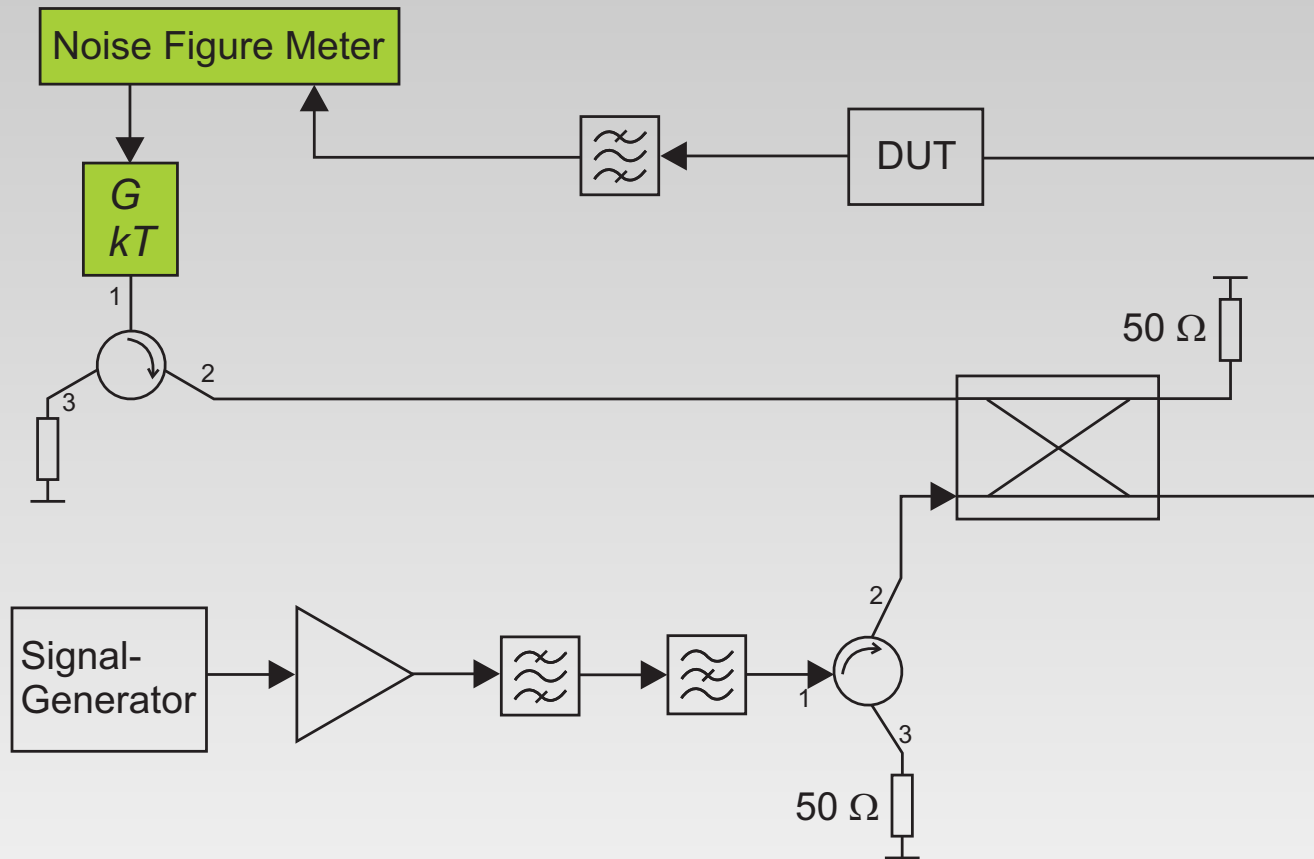 Noise Figure Meter
DUT
G
kT
1
2
3
50 Ω
2
Signal-
Generator
1
3
50 Ω